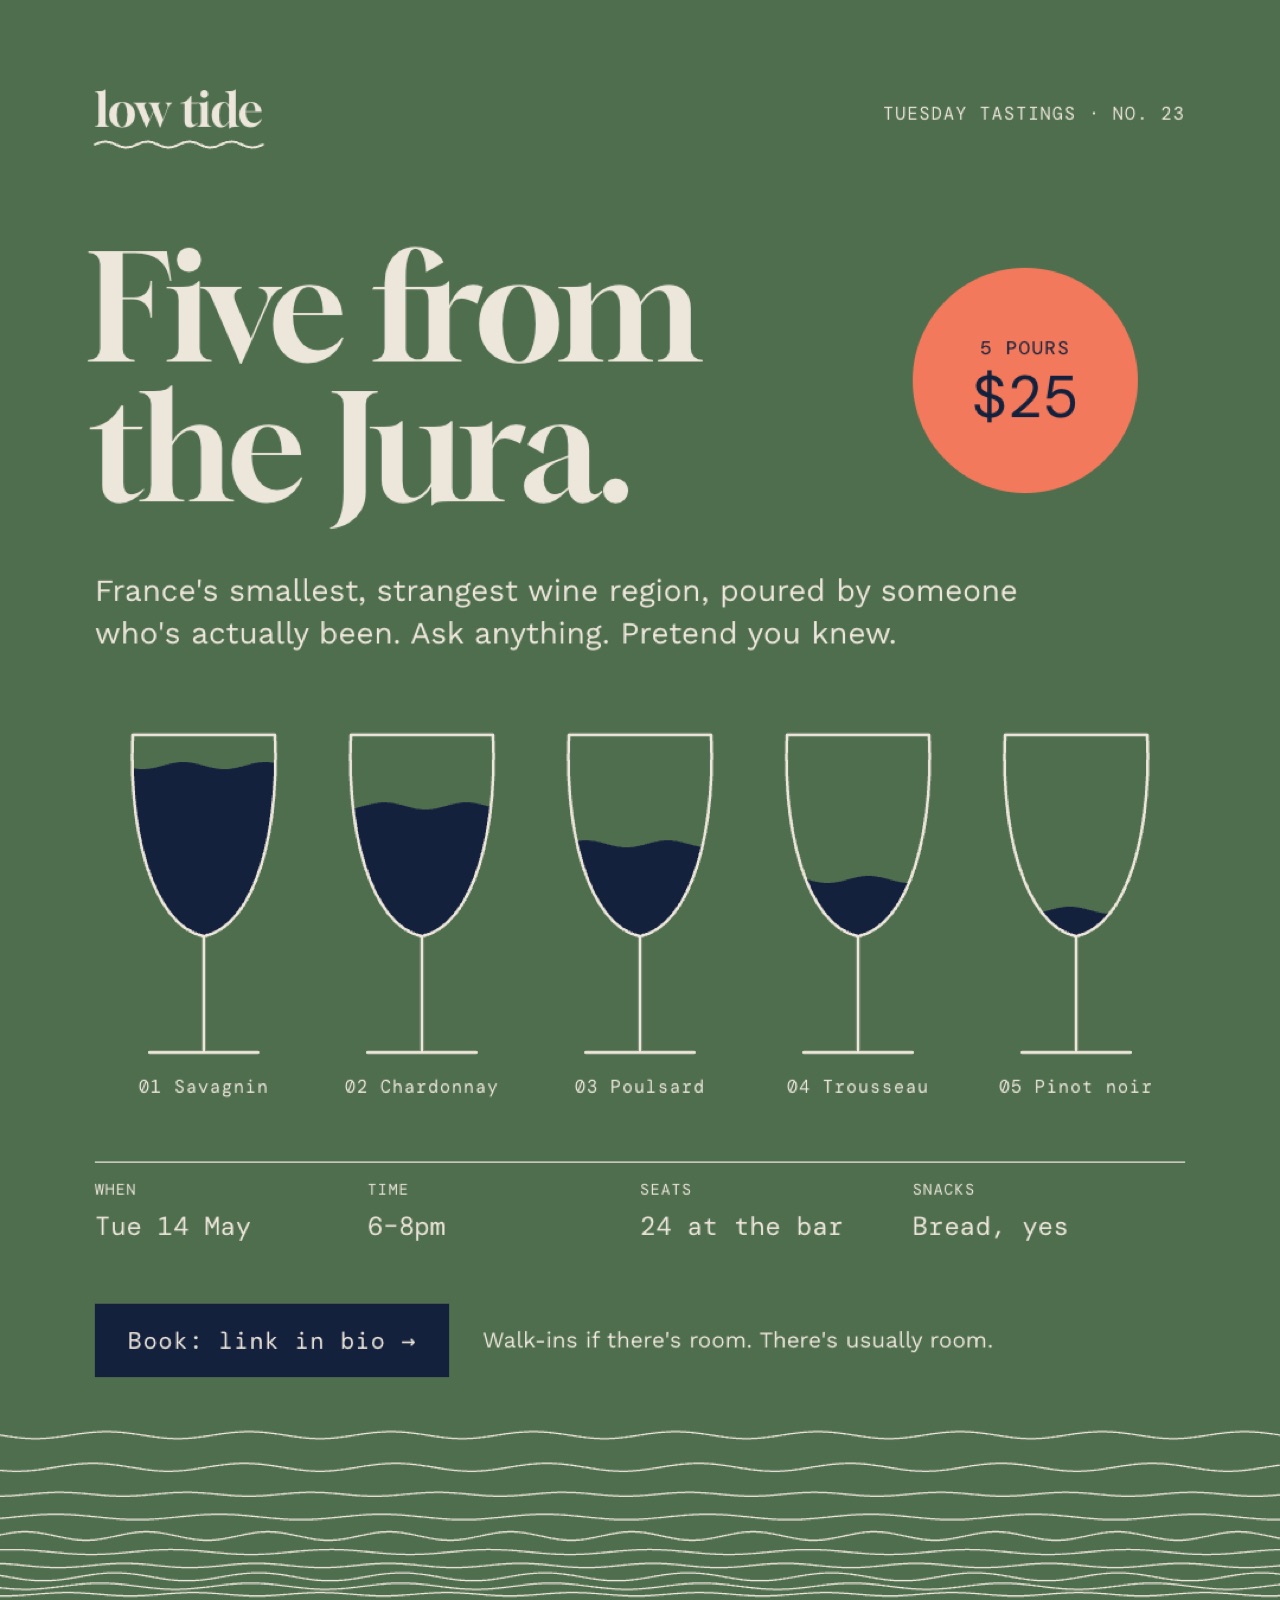 low tide
TUESDAY TASTINGS · NO. 23
Five from
the Jura.
5 POURS
$25
France's smallest, strangest wine region, poured by someone
who's actually been. Ask anything. Pretend you knew.
01 Savagnin
02 Chardonnay
03 Poulsard
04 Trousseau
05 Pinot noir
WHEN
Tue 14 May
TIME
6–8pm
SEATS
24 at the bar
SNACKS
Bread, yes
Book: link in bio →
Walk-ins if there's room. There's usually room.